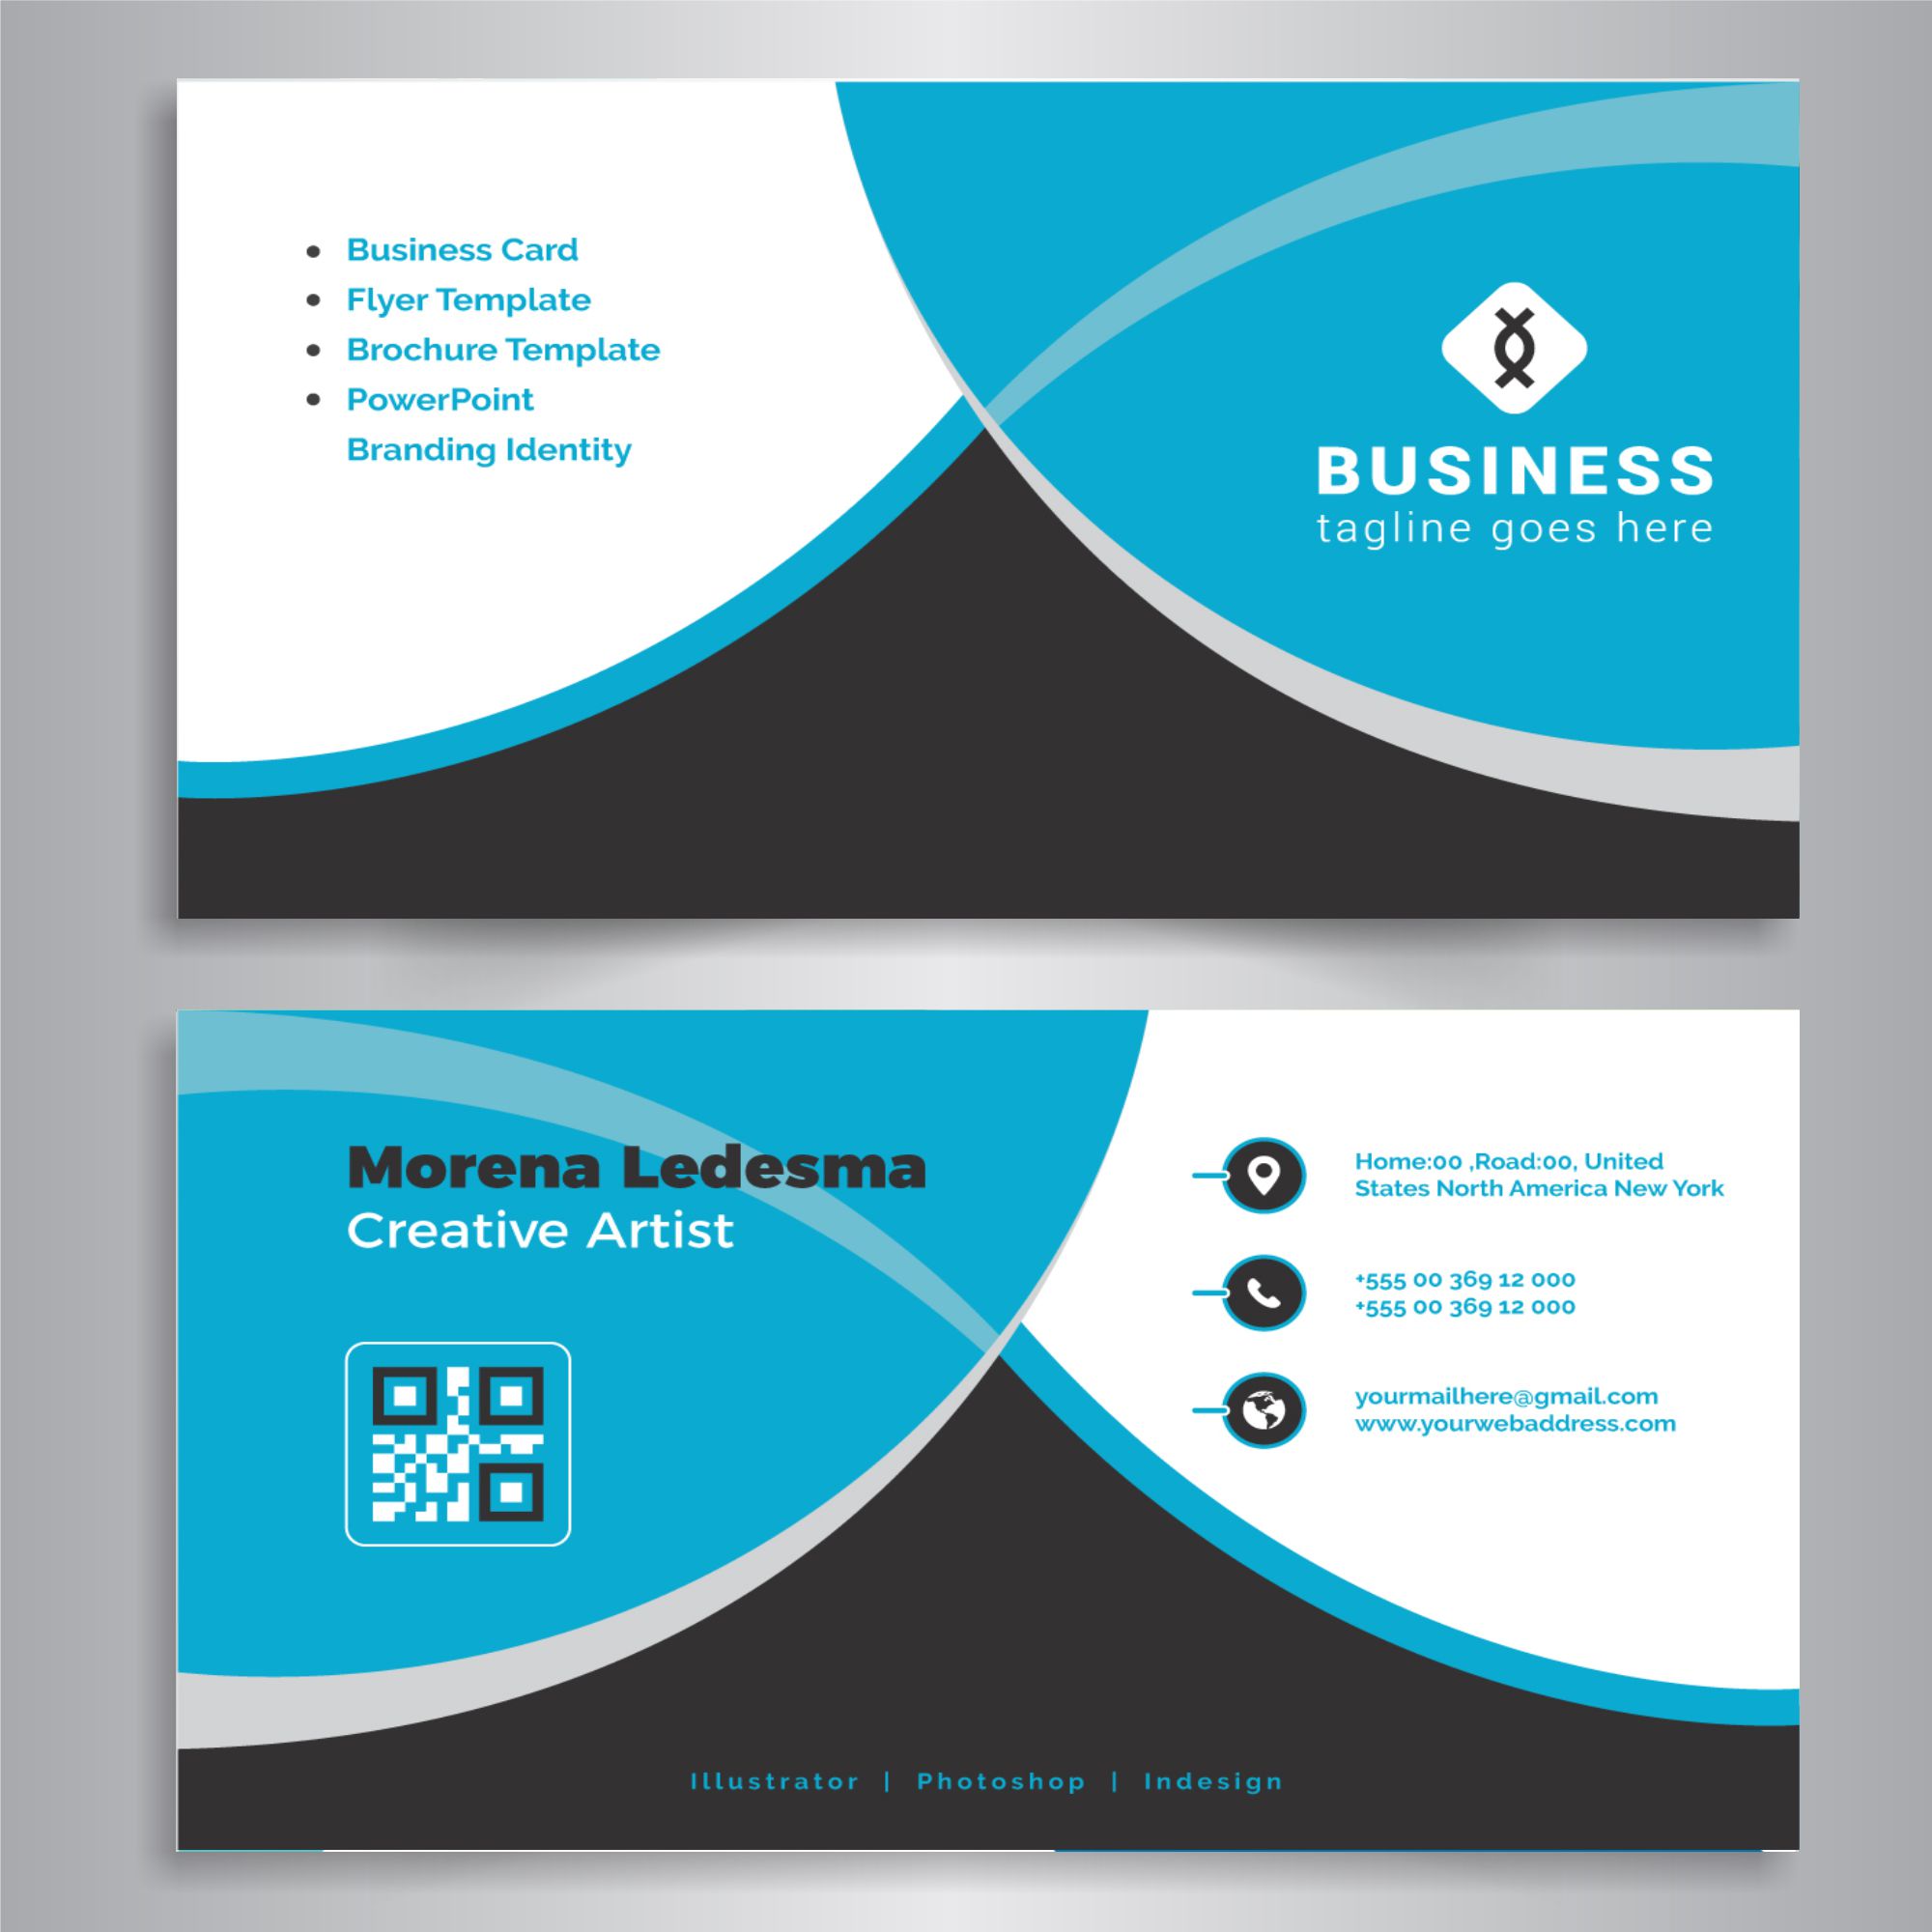 • Business Card
• Flyer Template
• Brochure Template
• PowerPoint
Branding Identity
BUSINESS
tagline goes here
Morena Ledesma
Creative Artist
Home:00 ,Road:00, United
States North America New York
+555 00 369 12 000
+555 00 369 12 000
yourmailhere@gmail.com
www.yourwebaddress.com
Illustrator | Photoshop | Indesign